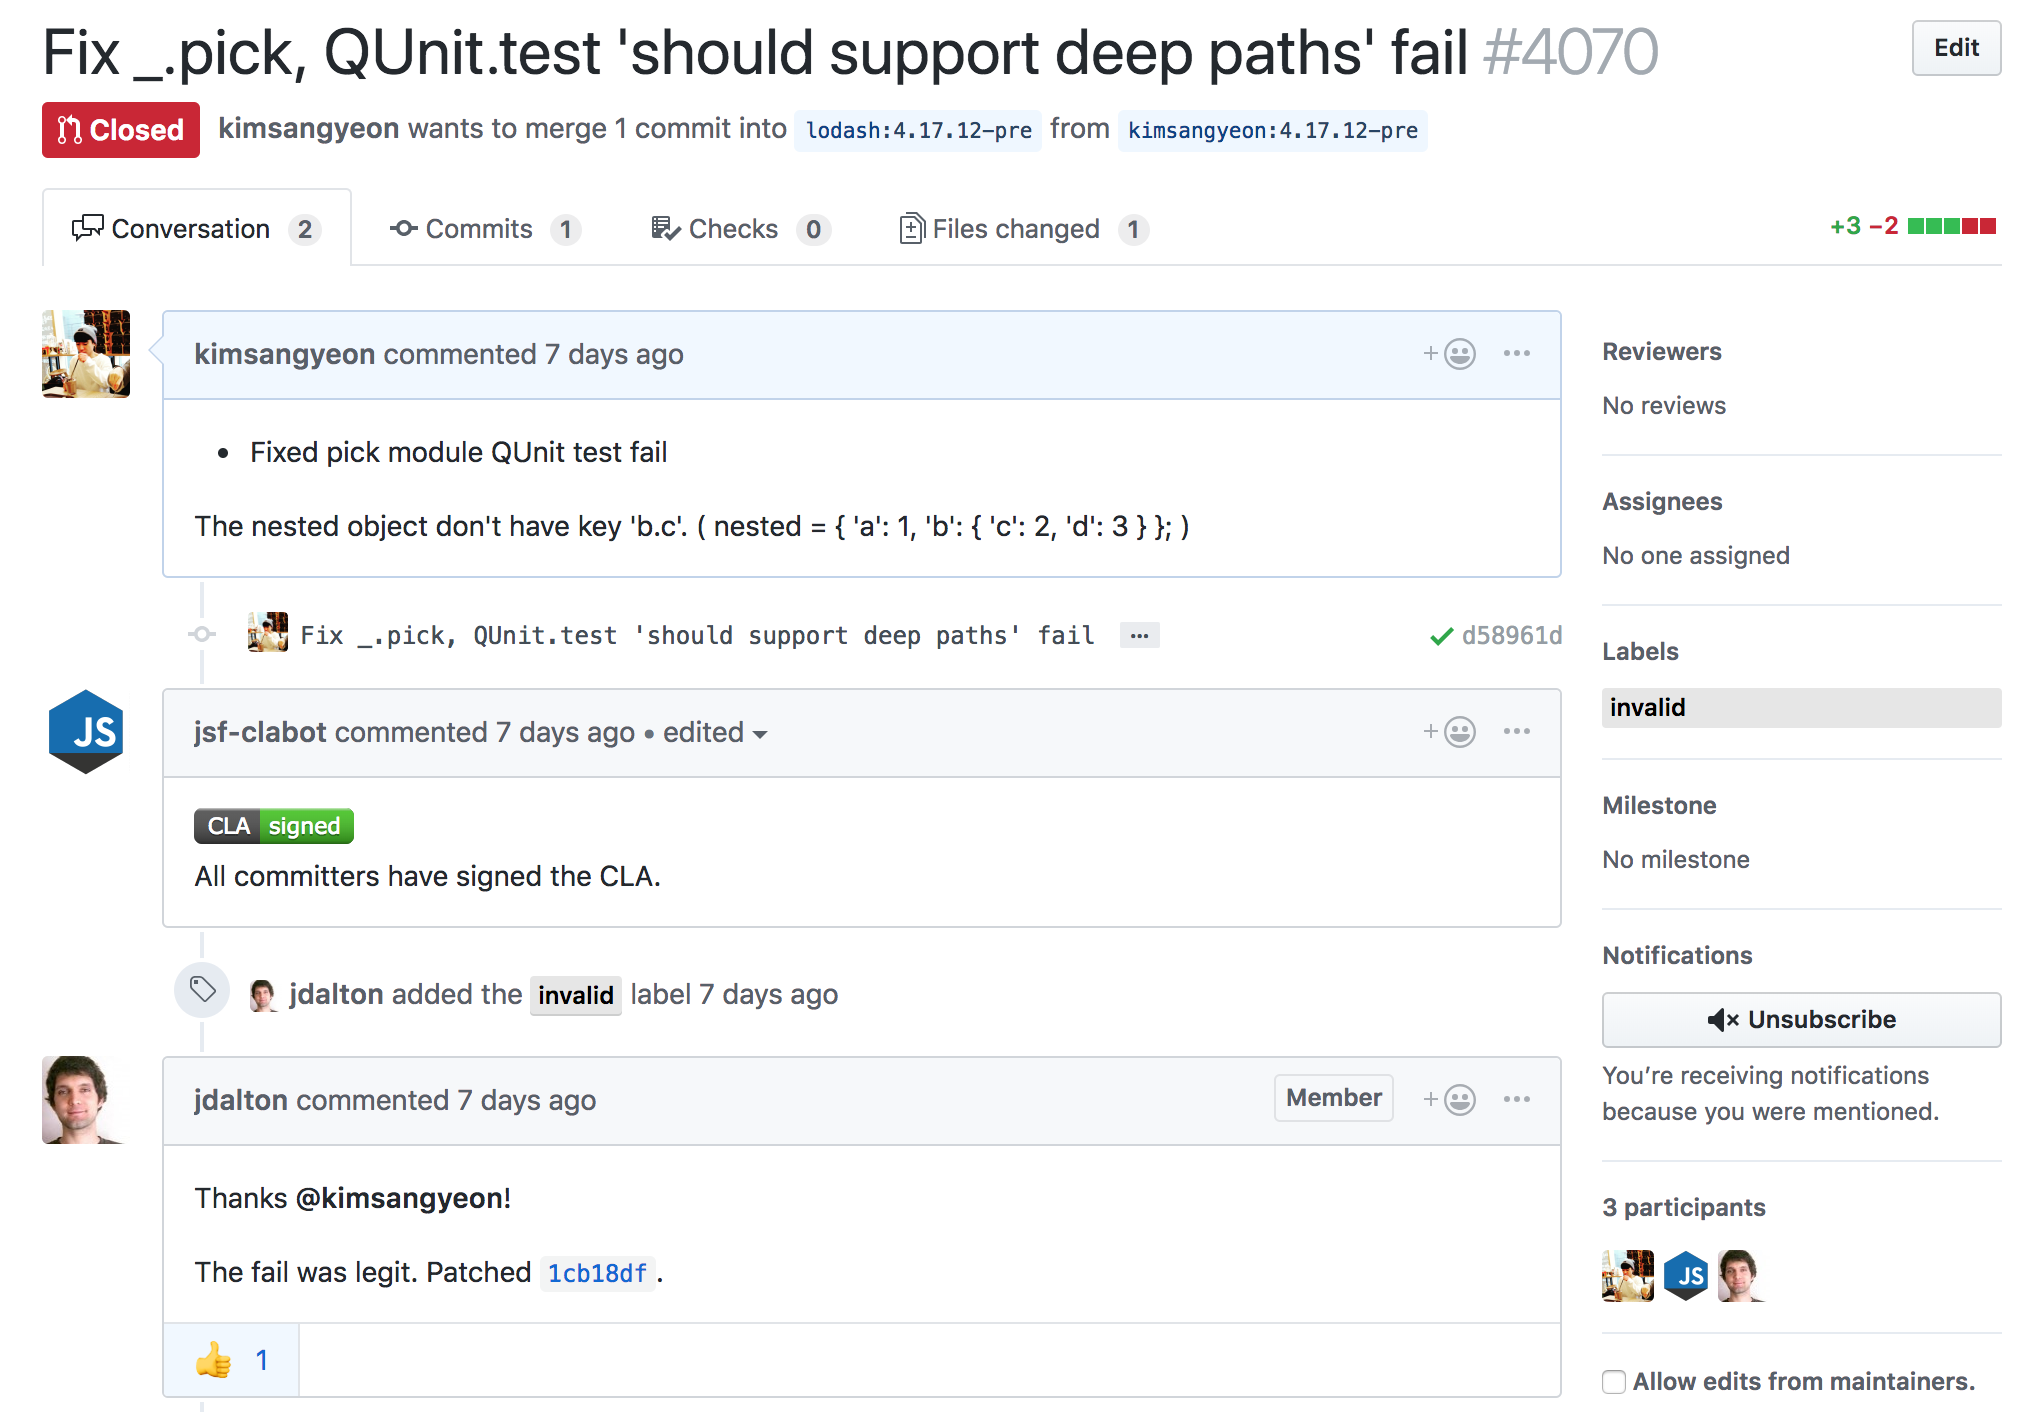 Fix _.pick, QUnit.test 'should support deep paths' fail #4070
Edit
Closed
kimsangyeon wants to merge 1 commit into lodash:4.17.12-pre from kimsangyeon:4.17.12-pre
Conversation 2
Commits 1
Checks 0
Files changed 1
+3 −2
kimsangyeon commented 7 days ago
• Fixed pick module QUnit test fail
The nested object don't have key 'b.c'. ( nested = { 'a': 1, 'b': { 'c': 2, 'd': 3 } }; )
Fix _.pick, QUnit.test 'should support deep paths' fail ...
d58961d
JS
jsf-clabot commented 7 days ago • edited
CLA signed
All committers have signed the CLA.
jdalton added the invalid label 7 days ago
jdalton commented 7 days ago
Member
Thanks @kimsangyeon!
The fail was legit. Patched 1cb18df.
1
Reviewers
No reviews
Assignees
No one assigned
Labels
invalid
Milestone
No milestone
Notifications
Unsubscribe
You’re receiving notifications
because you were mentioned.
3 participants
JS
Allow edits from maintainers.